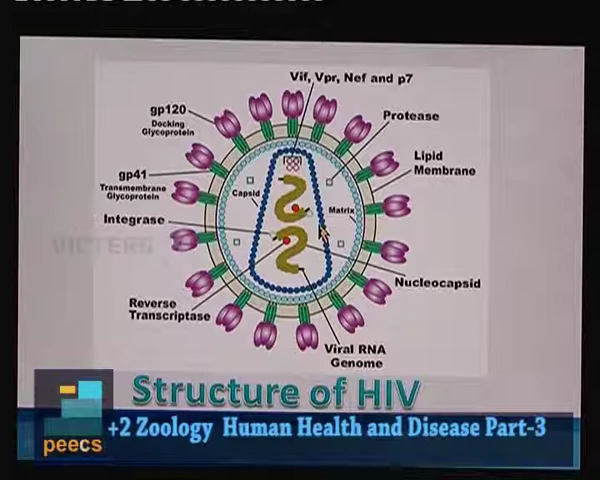 Vif, Vpr, Nef and p7
gp120
Docking
Glycoprotein
Protease
Lipid
Membrane
gp41
Transmembrane
Glycoprotein
Capsid
Matrix
Integrase
VICTERS
Nucleocapsid
Reverse
Transcriptase
Viral RNA
Genome
Structure of HIV
+2 Zoology Human Health and Disease Part-3
peecs